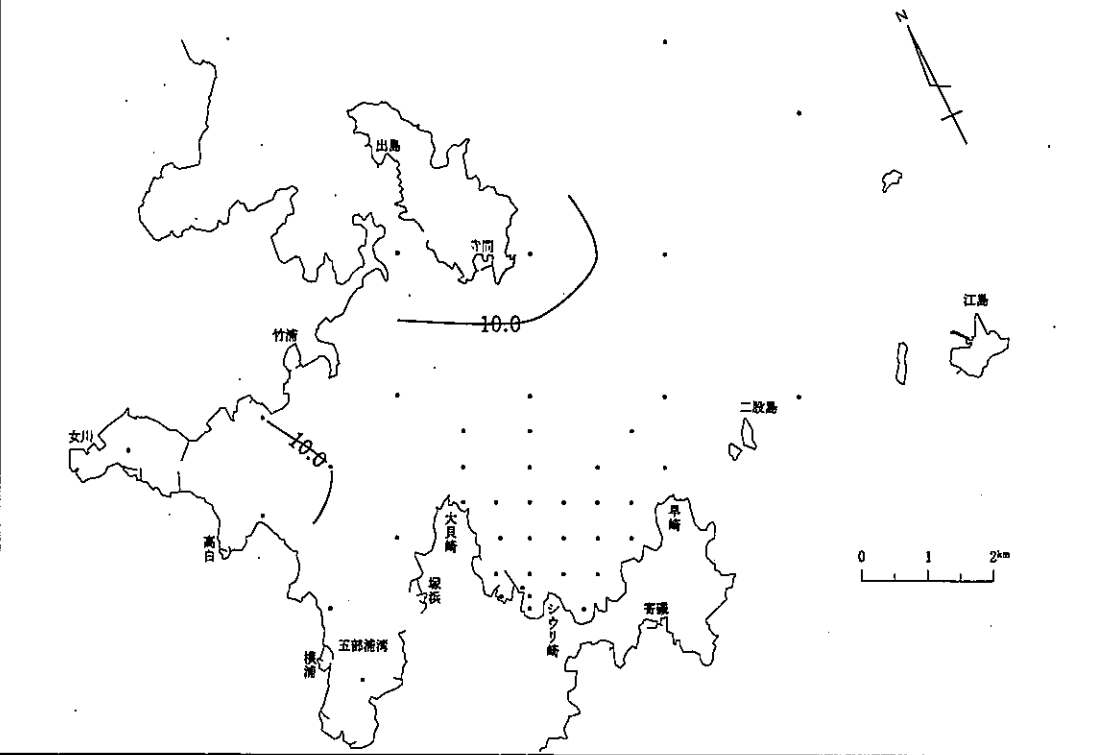 N
出島
寺間
10.0
江島
竹浦
二股島
女川
10.0
大貝崎
早崎
高白
0 1 2km
塚浜
シウリ崎
寄磯
五部浦湾
横浦